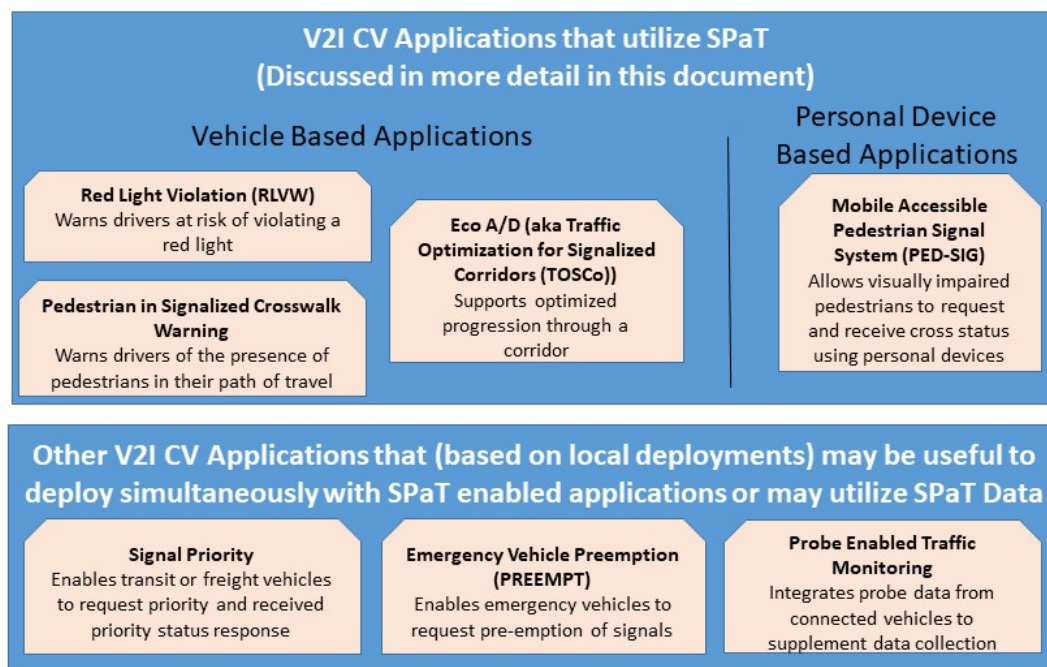 V2I CV Applications that utilize SPaT
(Discussed in more detail in this document)
Vehicle Based Applications
Red Light Violation (RLVW)
Warns drivers at risk of violating a
red light
Pedestrian in Signalized Crosswalk
Warning
Warns drivers of the presence of
pedestrians in their path of travel
Eco A/D (aka Traffic
Optimization for Signalized
Corridors (TOSCo))
Supports optimized
progression through a
corridor
Personal Device
Based Applications
Mobile Accessible
Pedestrian Signal
System (PED-SIG)
Allows visually impaired
pedestrians to request
and receive cross status
using personal devices
Other V2I CV Applications that (based on local deployments) may be useful to
deploy simultaneously with SPaT enabled applications or may utilize SPaT Data
Signal Priority
Enables transit or freight vehicles
to request priority and received
priority status response
Emergency Vehicle Preemption
(PREEMPT)
Enables emergency vehicles to
request pre-emption of signals
Probe Enabled Traffic
Monitoring
Integrates probe data from
connected vehicles to
supplement data collection